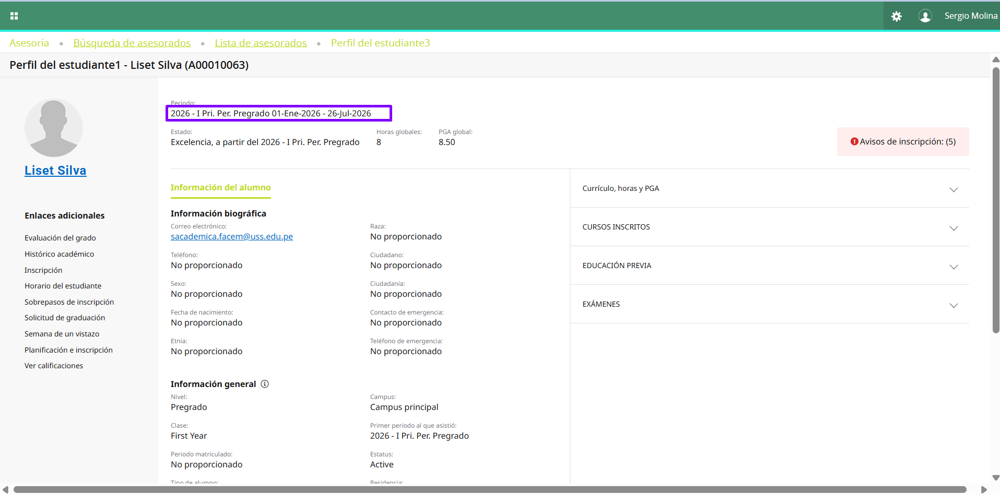 Sergio Molina
Asesoría • Búsqueda de asesorados • Lista de asesorados • Perfil del estudiante3
Perfil del estudiante1 - Liset Silva (A00010063)
Liset Silva
Enlaces adicionales
Evaluación del grado
Histórico académico
Inscripción
Horario del estudiante
Sobrepasos de inscripción
Solicitud de graduación
Semana de un vistazo
Planificación e inscripción
Ver calificaciones
Periodo:
2026 - I Pri. Per. Pregrado 01-Ene-2026 - 26-Jul-2026
Estado:
Excelencia, a partir del 2026 - I Pri. Per. Pregrado
Horas globales:
8
PGA global:
8.50
Avisos de inscripción: (5)
Información del alumno
Información biográfica
Correo electrónico:
sacademica.facem@uss.edu.pe
Raza:
No proporcionado
Teléfono:
No proporcionado
Ciudadano:
No proporcionado
Sexo:
No proporcionado
Ciudadanía:
No proporcionado
Fecha de nacimiento:
No proporcionado
Contacto de emergencia:
No proporcionado
Etnia:
No proporcionado
Teléfono de emergencia:
No proporcionado
Información general
Nivel:
Pregrado
Campus:
Campus principal
Clase:
First Year
Primer periodo al que asistió:
2026 - I Pri. Per. Pregrado
Periodo matriculado:
No proporcionado
Estatus:
Active
Tipo de alumno:
Residencia:
Currículo, horas y PGA
CURSOS INSCRITOS
EDUCACIÓN PREVIA
EXÁMENES